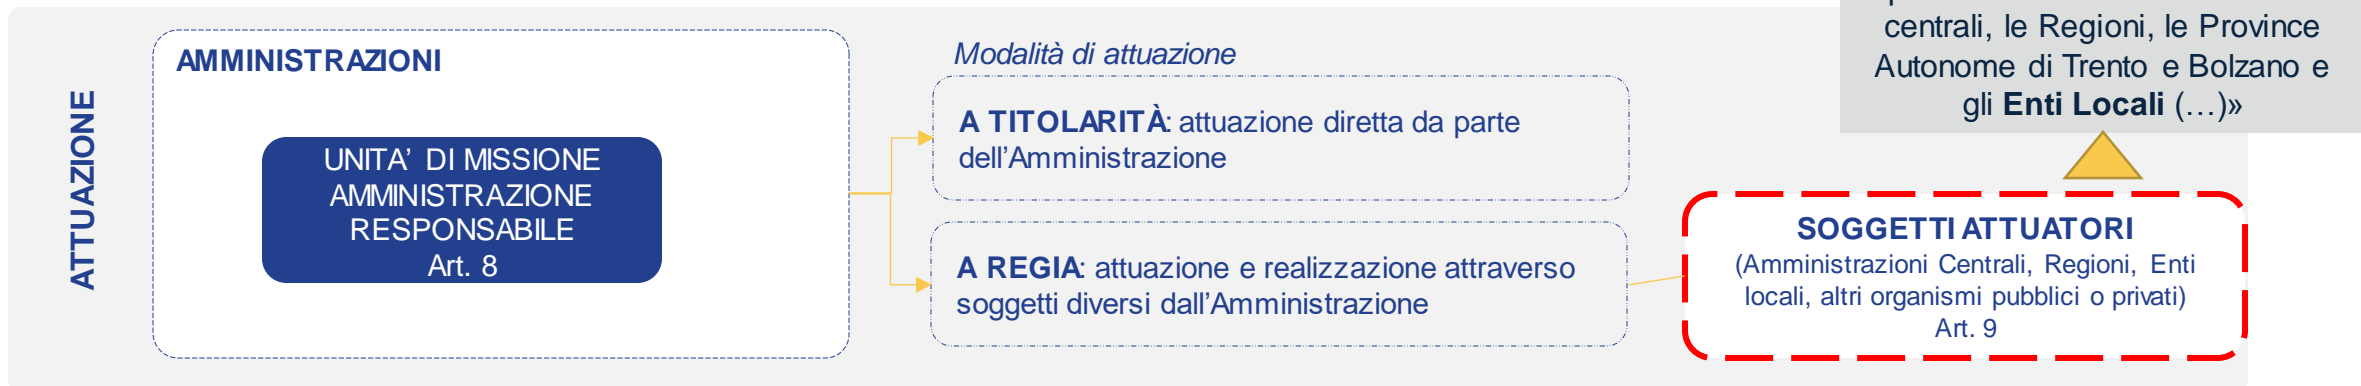 ATTUAZIONE
AMMINISTRAZIONI
UNITA’ DI MISSIONE
AMMINISTRAZIONE
RESPONSABILE
Art. 8
Modalità di attuazione
A TITOLARITÀ: attuazione diretta da parte
dell’Amministrazione
A REGIA: attuazione e realizzazione attraverso
soggetti diversi dall’Amministrazione
centrali, le Regioni, le Province
Autonome di Trento e Bolzano e
gli Enti Locali (…)»
SOGGETTI ATTUATORI
(Amministrazioni Centrali, Regioni, Enti
locali, altri organismi pubblici o privati)
Art. 9